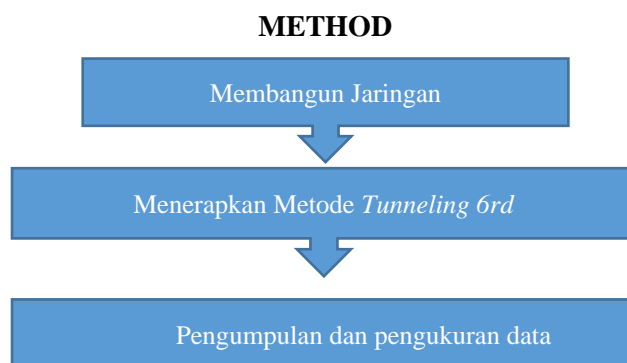 METHOD
Membangun Jaringan
Menerapkan Metode Tunneling 6rd
Pengumpulan dan pengukuran data